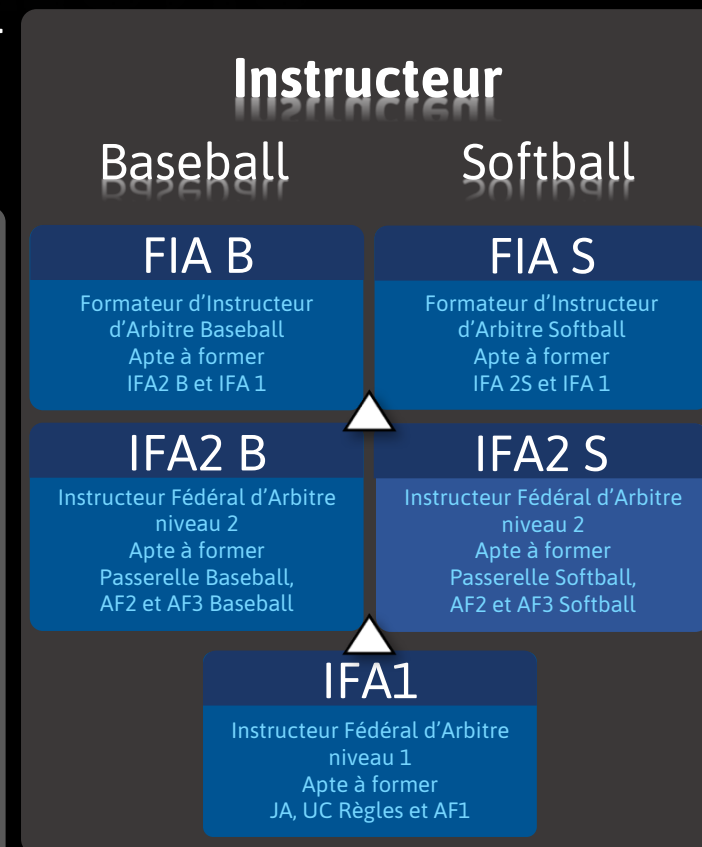 Instructeur
Baseball
Softball
FIA B
Formateur d'Instructeur
d'Arbitre Baseball
Apte à former
IFA2 B et IFA 1
FIA S
Formateur d'Instructeur
d'Arbitre Softball
Apte à former
IFA 2S et IFA 1
IFA2 B
Instructeur Fédéral d'Arbitre
niveau 2
Apte à former
Passerelle Baseball,
AF2 et AF3 Baseball
IFA2 S
Instructeur Fédéral d'Arbitre
niveau 2
Apte à former
Passerelle Softball,
AF2 et AF3 Softball
IFA1
Instructeur Fédéral d'Arbitre
niveau 1
Apte à former
JA, UC Règles et AF1